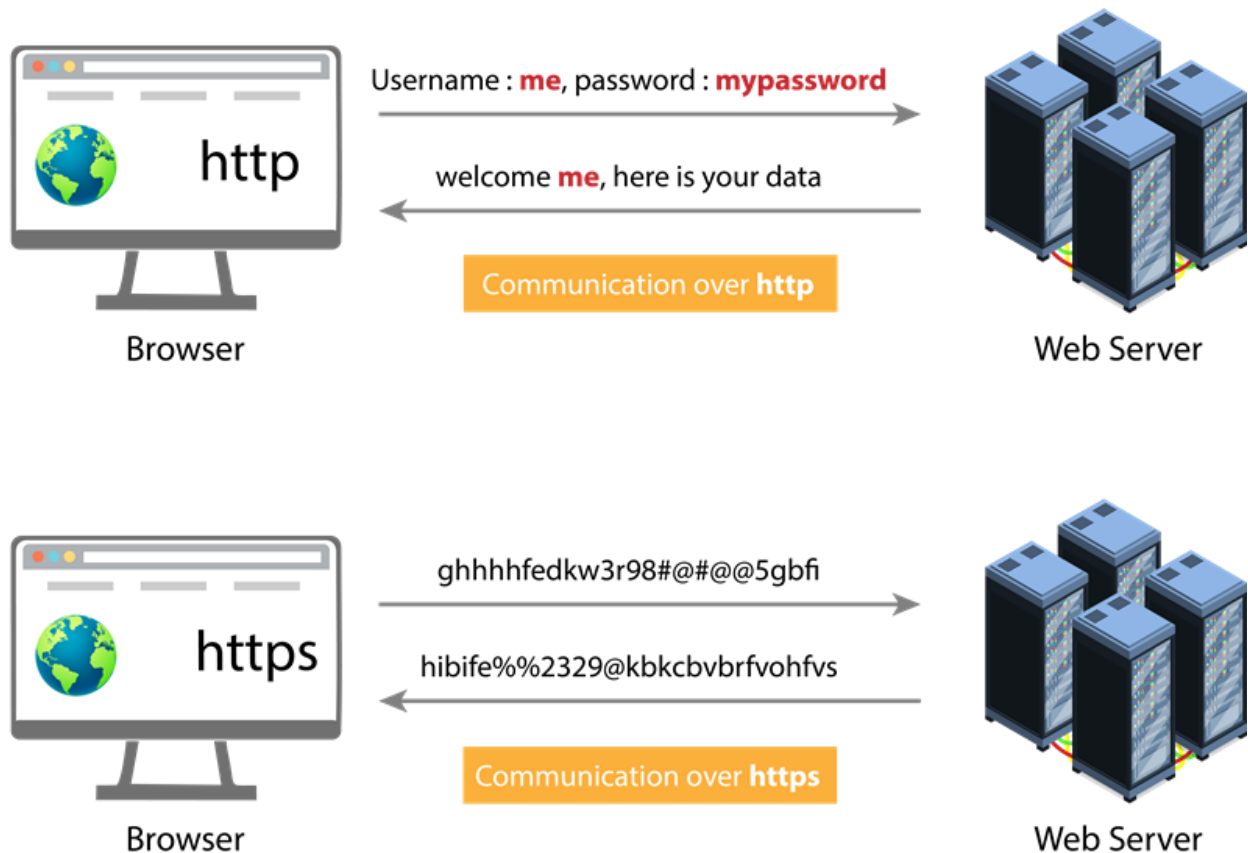 http
Username : me, password : mypassword
welcome me, here is your data
Communication over http
Browser
Web Server
https
ghhhhfedkw3r98#@#@@5gbfi
hibife%%2329@kbkcbvbrfvohfvs
Communication over https
Browser
Web Server